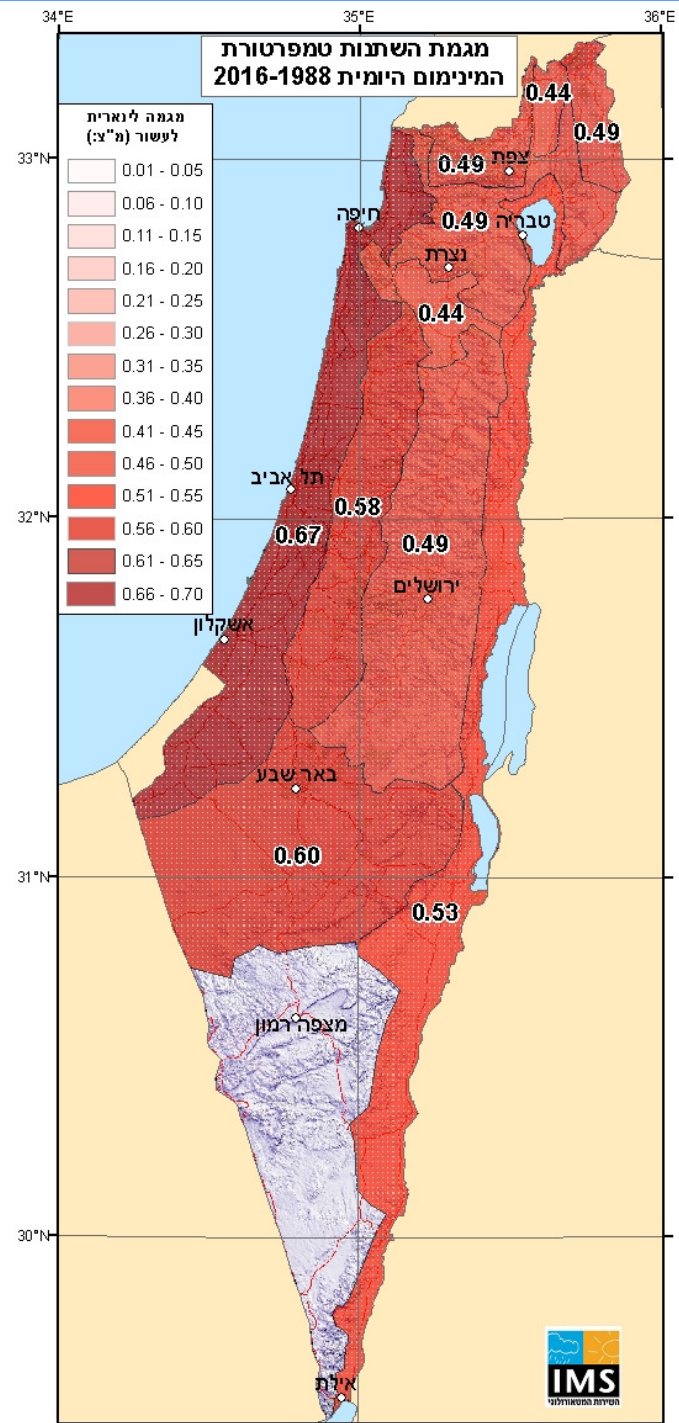 34°E 35°E 36°E
מגמת השתנות טמפרטורת
המינימום היומית 2016-1988
מגמה לינארית
לעשור (מ"צ:)
0.01 - 0.05
0.06 - 0.10
0.11 - 0.15
0.16 - 0.20
0.21 - 0.25
0.26 - 0.30
0.31 - 0.35
0.36 - 0.40
0.41 - 0.45
0.46 - 0.50
0.51 - 0.55
0.56 - 0.60
0.61 - 0.65
0.66 - 0.70
0.44
0.49
33°N
צפת
0.49
חיפה
0.49
טבריה
נצרת
0.44
תל אביב
0.58
32°N
0.67
0.49
ירושלים
אשקלון
באר שבע
0.60
31°N
0.53
מצפה רמון
30°N
אילת
IMS
השירות המטאורולוגי